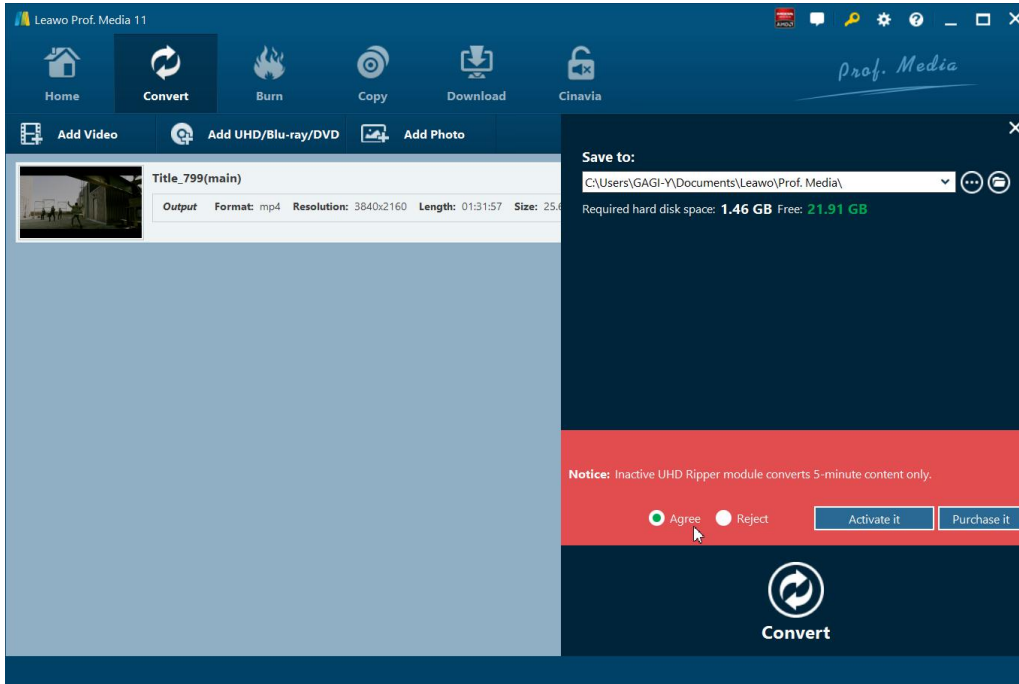 Leawo Prof. Media 11
AMD
Home Convert Burn Copy Download Cinavia
Prof. Media
Add Video Add UHD/Blu-ray/DVD Add Photo
Title_799(main)
Output Format: mp4 Resolution: 3840x2160 Length: 01:31:57 Size: 25.6
Save to:
C:\Users\GAGI-Y\Documents\Leawo\Prof. Media\
Required hard disk space: 1.46 GB Free: 21.91 GB
Notice: Inactive UHD Ripper module converts 5-minute content only.
Agree Reject Activate it Purchase it
Convert